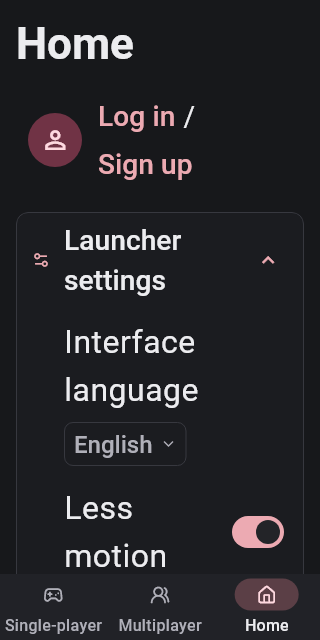 Home
Log in /
Sign up
Launcher
settings
Interface
language
English
Less
motion
Single-player
Multiplayer
Home